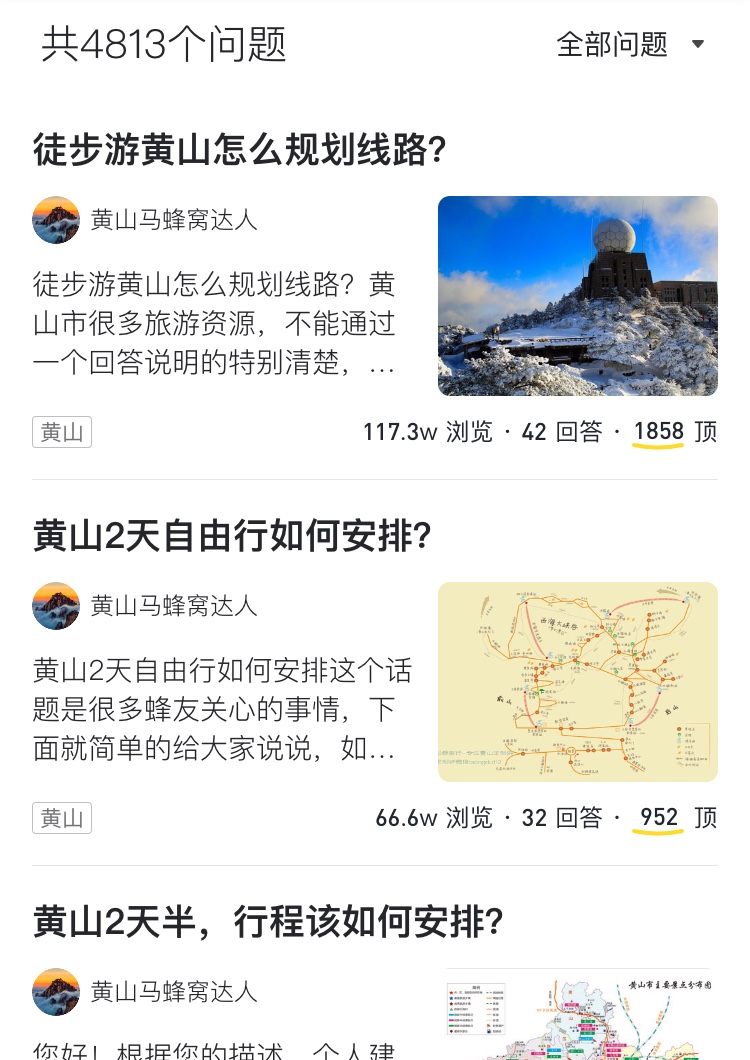 共4813个问题
全部问题
徒步游黄山怎么规划线路?
黄山马蜂窝达人
徒步游黄山怎么规划线路？黄
山市很多旅游资源，不能通过
一个回答说明的特别清楚，...
黄山
117.3w 浏览 · 42 回答 · 1858 顶
黄山2天自由行如何安排?
黄山马蜂窝达人
黄山2天自由行如何安排这个话
题是很多蜂友关心的事情，下
面就简单的给大家说说，如...
西海大峡谷
黄山
66.6w 浏览 · 32 回答 · 952 顶
黄山2天半，行程该如何安排?
黄山马蜂窝达人
您好！根据您的描述，个人建
黄山市主要景点分布图